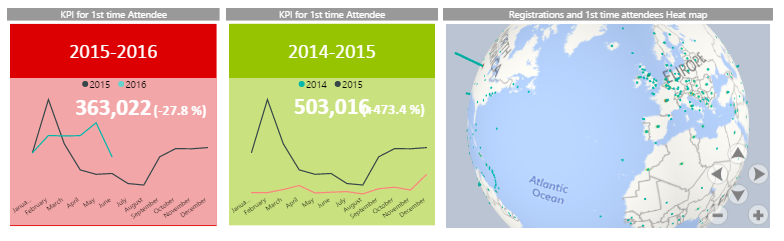 KPI for 1st time Attendee
2015-2016
2015 2016
363,022 (-27.8 %)
Janua... February March April May June July August September October November December
KPI for 1st time Attendee
2014-2015
2014 2015
503,016 (+473.4 %)
Janua... February March April May June July August September October November December
Registrations and 1st time attendees Heat map
EUROPE
Atlantic
Ocean